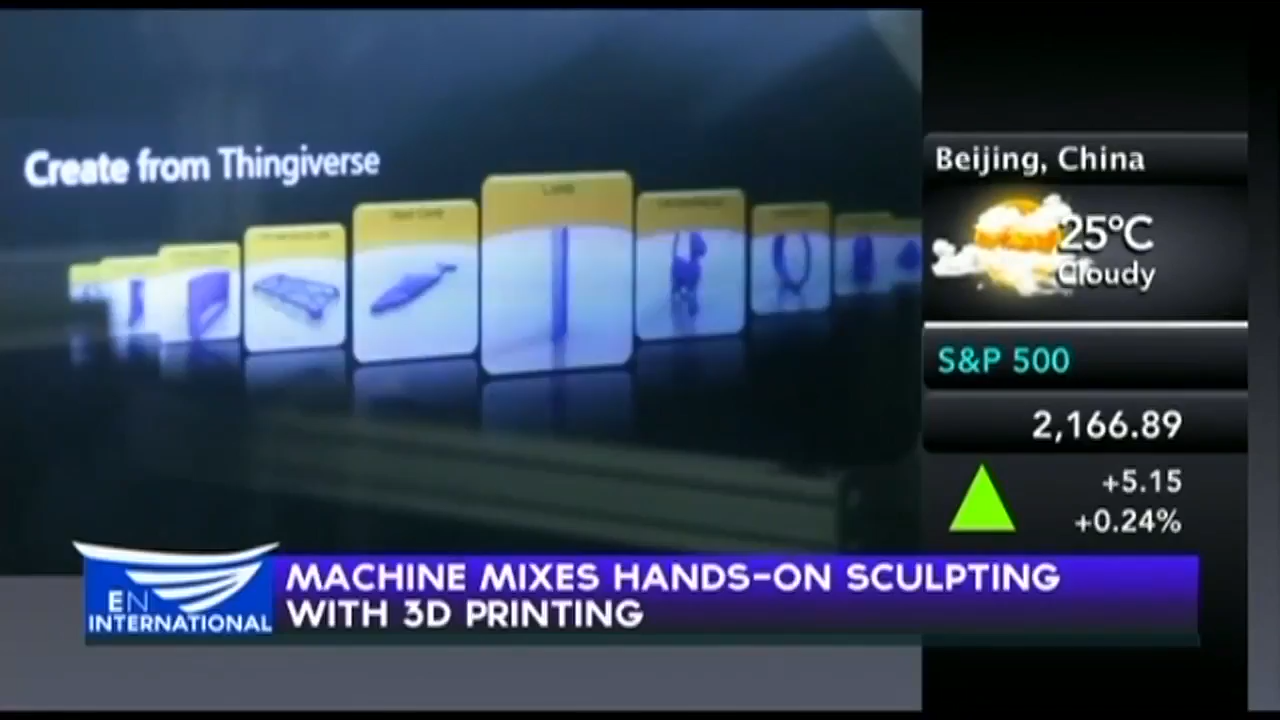 Create from Thingiverse
Beijing, China
25°C
Cloudy
S&P 500
2,166.89
+5.15
+0.24%
EN
INTERNATIONAL
MACHINE MIXES HANDS-ON SCULPTING
WITH 3D PRINTING